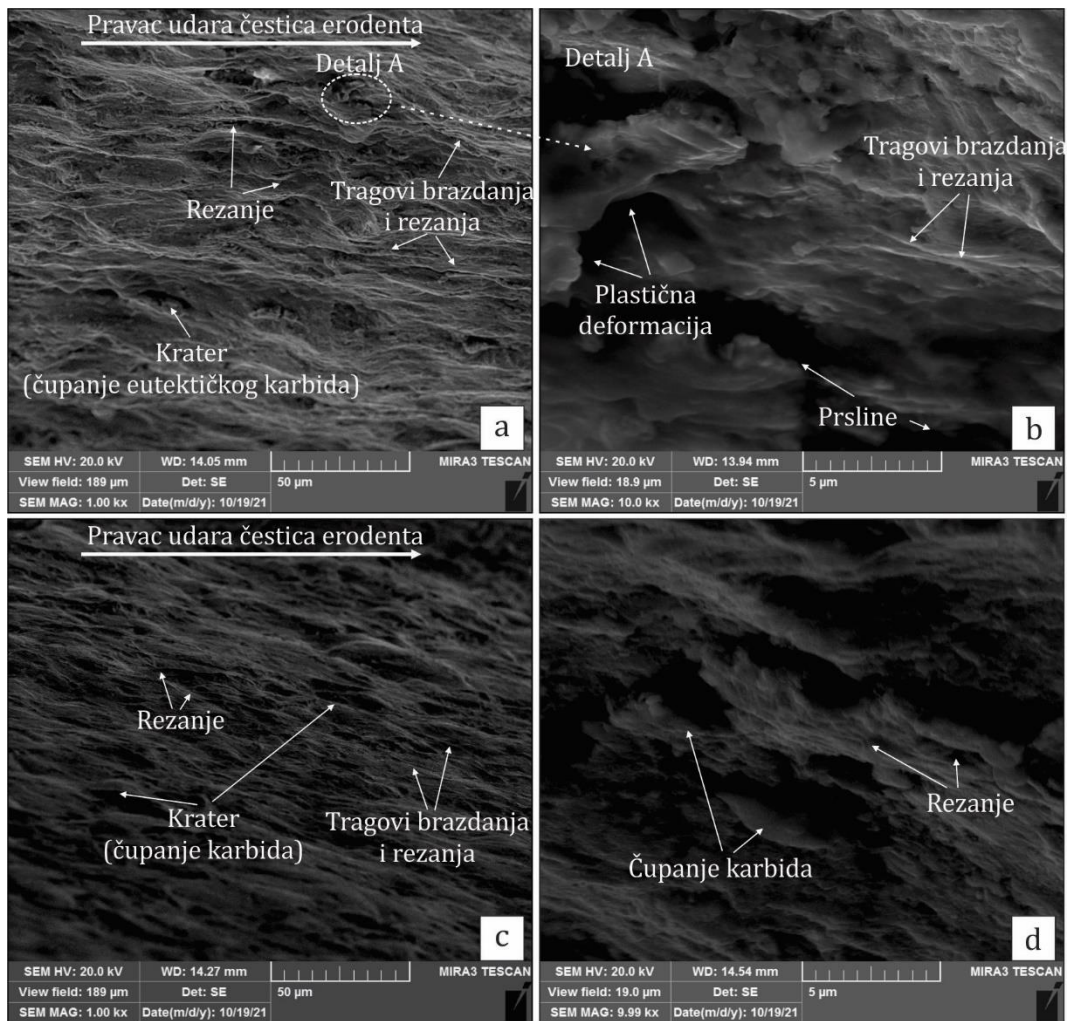 Pravac udara čestica erodenta
Detalj A
Rezanje
Tragovi brazdanja
i rezanja
Krater
(čupanje eutektičkog karbida)
a
SEM HV: 20.0 kV WD: 14.05 mm MIRA3 TESCAN
View field: 189 µm Det: SE 50 µm
SEM MAG: 1.00 kx Date(m/d/y): 10/19/21
Detalj A
Tragovi brazdanja
i rezanja
Plastična
deformacija
Prsline
b
SEM HV: 20.0 kV WD: 13.94 mm MIRA3 TESCAN
View field: 18.9 µm Det: SE 5 µm
SEM MAG: 10.0 kx Date(m/d/y): 10/19/21
Pravac udara čestica erodenta
Rezanje
Krater
(čupanje karbida)
Tragovi brazdanja
i rezanja
c
SEM HV: 20.0 kV WD: 14.27 mm MIRA3 TESCAN
View field: 189 µm Det: SE 50 µm
SEM MAG: 1.00 kx Date(m/d/y): 10/19/21
Rezanje
Čupanje karbida
d
SEM HV: 20.0 kV WD: 14.54 mm MIRA3 TESCAN
View field: 19.0 µm Det: SE 5 µm
SEM MAG: 9.99 kx Date(m/d/y): 10/19/21